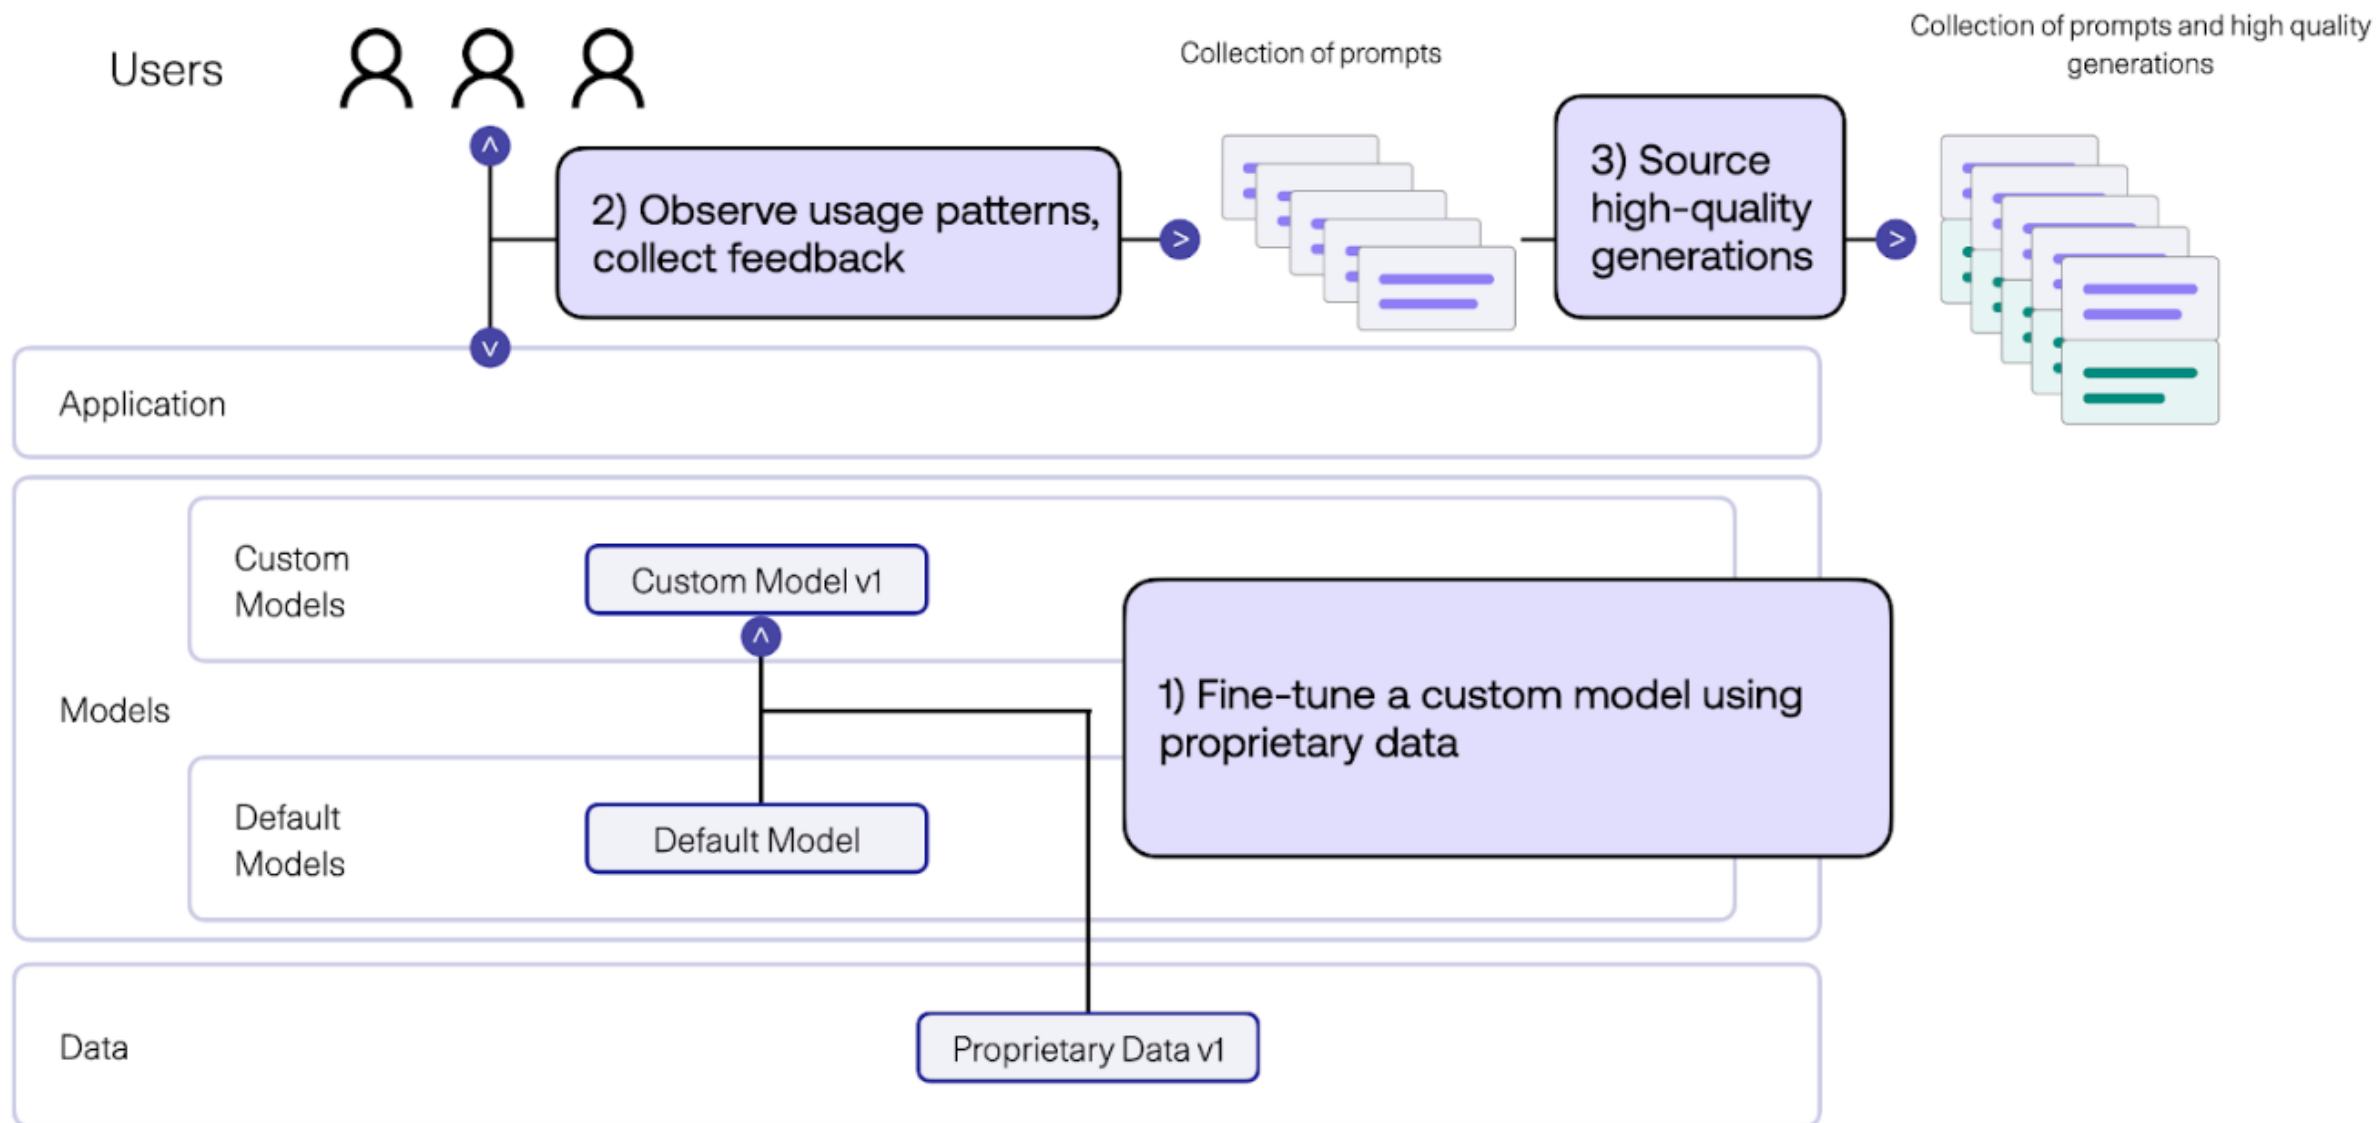 Users
Collection of prompts
Collection of prompts and high quality
generations
2) Observe usage patterns,
collect feedback
3) Source
high-quality
generations
Application
Custom
Models
Custom Model v1
Models
1) Fine-tune a custom model using
proprietary data
Default
Models
Default Model
Data
Proprietary Data v1